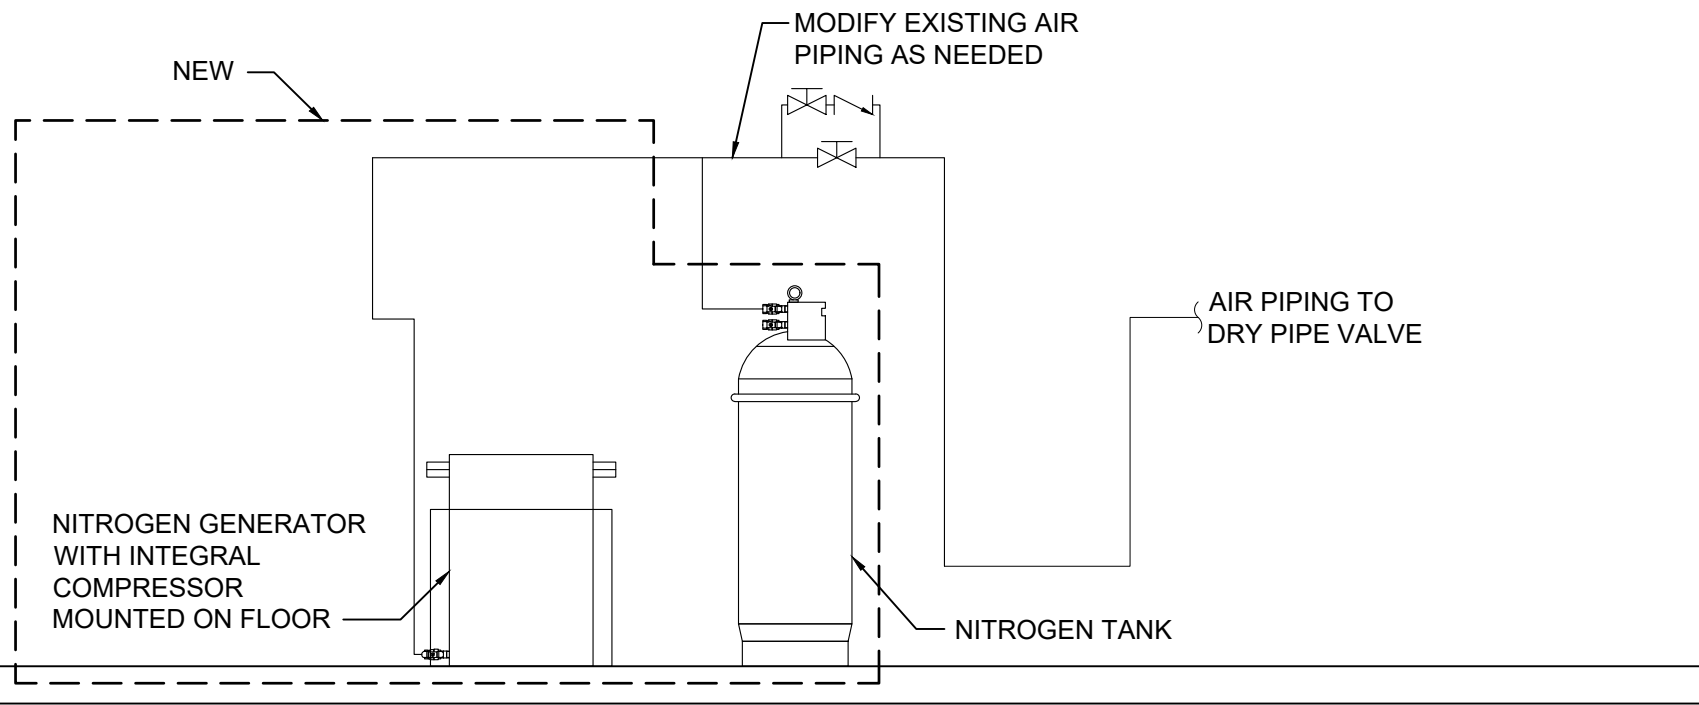 MODIFY EXISTING AIR
PIPING AS NEEDED
NEW
AIR PIPING TO
DRY PIPE VALVE
NITROGEN GENERATOR
WITH INTEGRAL
COMPRESSOR
MOUNTED ON FLOOR
NITROGEN TANK